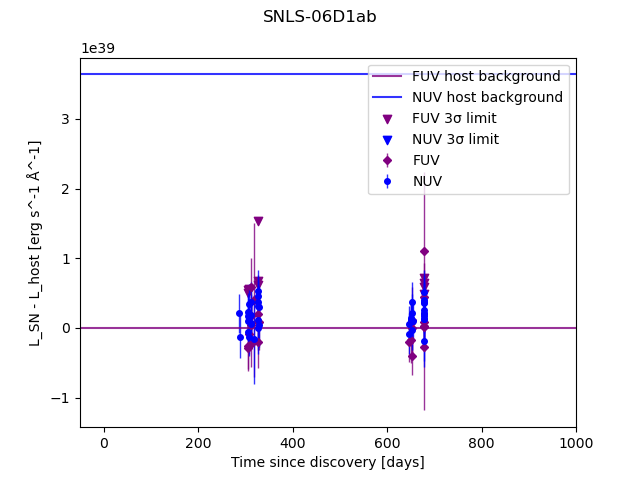 SNLS-06D1ab
1e39
FUV host background
NUV host background
FUV 3σ limit
NUV 3σ limit
FUV
NUV
L_SN - L_host [erg s^-1 Å^-1]
3
2
1
0
−1
0 200 400 600 800 1000
Time since discovery [days]